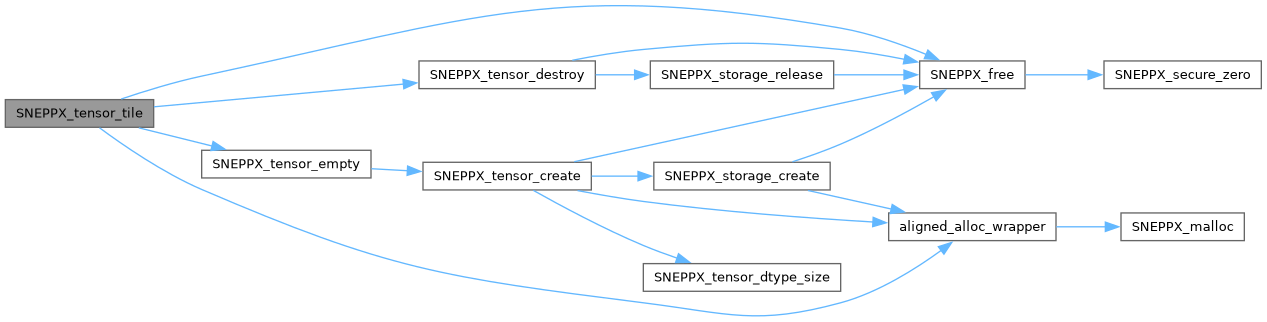 SNEPPX_tensor_tile
SNEPPX_tensor_destroy
SNEPPX_storage_release
SNEPPX_free
SNEPPX_secure_zero
SNEPPX_tensor_empty
SNEPPX_tensor_create
SNEPPX_storage_create
aligned_alloc_wrapper
SNEPPX_malloc
SNEPPX_tensor_dtype_size